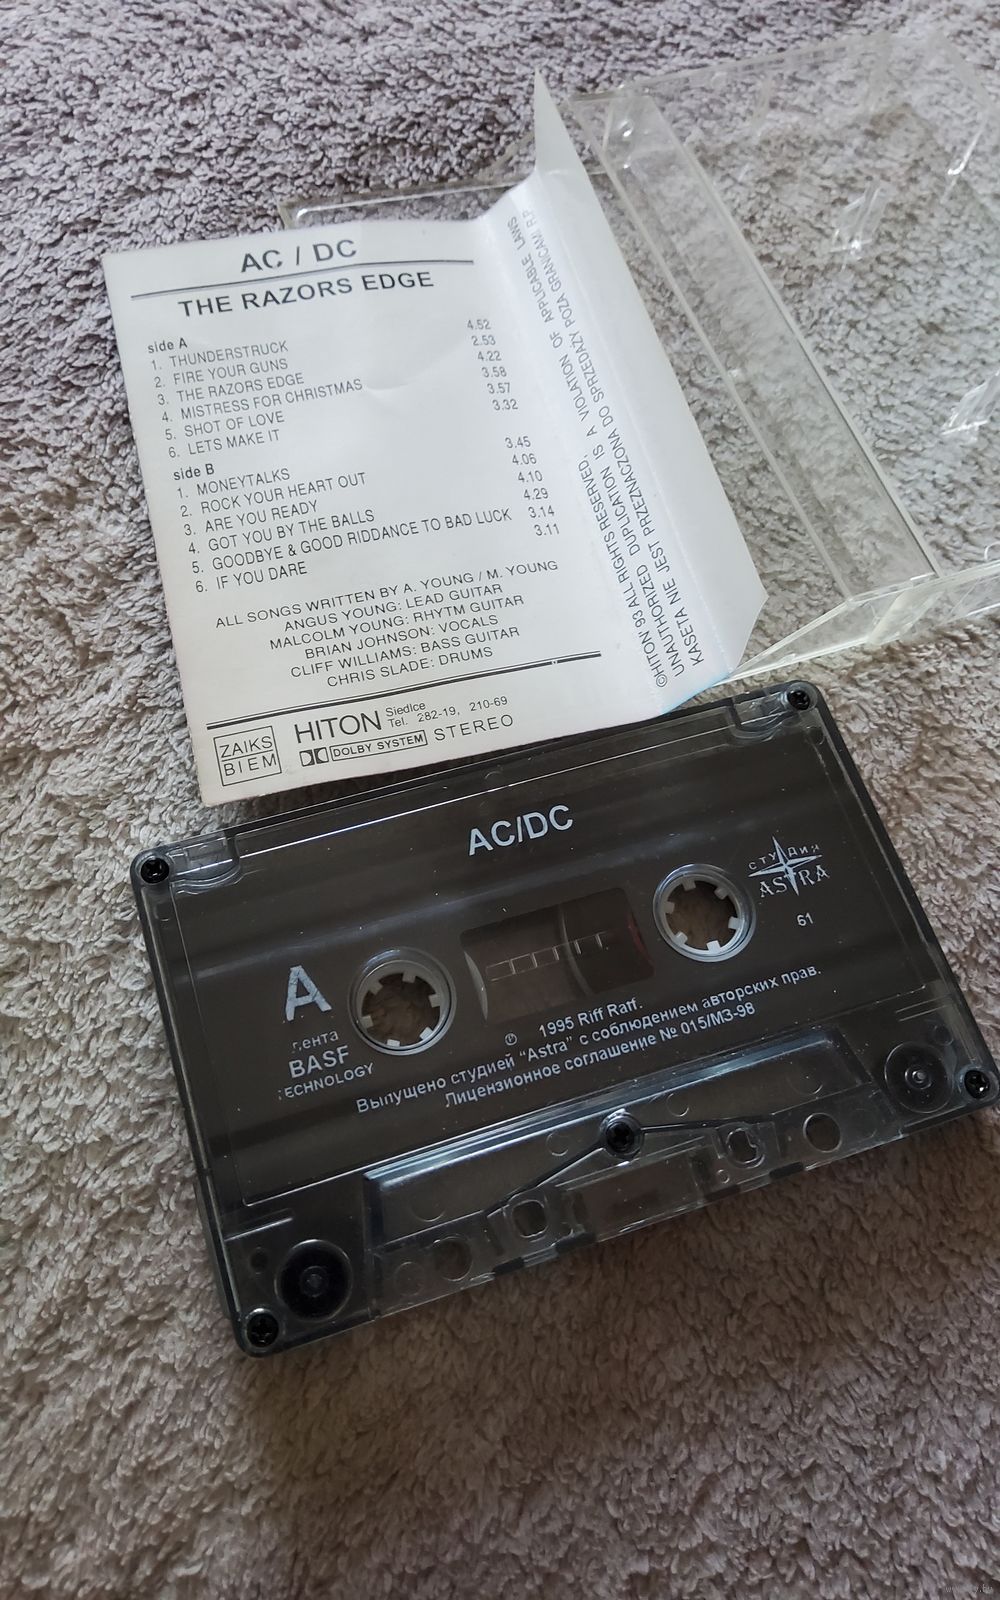 AC / DC
THE RAZORS EDGE
side A
1. THUNDERSTRUCK 4.52
2. FIRE YOUR GUNS 2.53
3. THE RAZORS EDGE 4.22
4. MISTRESS FOR CHRISTMAS 3.58
5. SHOT OF LOVE 3.57
6. LETS MAKE IT 3.32
side B
1. MONEYTALKS 3.45
2. ROCK YOUR HEART OUT 4.06
3. ARE YOU READY 4.10
4. GOT YOU BY THE BALLS 4.29
5. GOODBYE & GOOD RIDDANCE TO BAD LUCK 3.14
6. IF YOU DARE 3.11
ALL SONGS WRITTEN BY A. YOUNG / M. YOUNG
ANGUS YOUNG: LEAD GUITAR
MALCOLM YOUNG: RHYTM GUITAR
BRIAN JOHNSON: VOCALS
CLIFF WILLIAMS: BASS GUITAR
CHRIS SLADE: DRUMS
ZAIKS
BIEM
HITON
Siedlce
Tel. 282-19, 210-69
DOLBY SYSTEM STEREO
©HITON' 93 ALL RIGHTS RESERVED,
UNAUTHORIZED DUPLICATION IS A VIOLATION OF APPLICABLE LAWS
KASETA NIE JEST PRZEZNACZONA DO SPRZEDAŻY POZA GRANICAMI R.P
AC/DC
СТУДИЯ
ASTRA
61
A
лента
BASF
TECHNOLOGY
℗ 1995 Riff Raff.
Выпущено студией "Astra" с соблюдением авторских прав.
Лицензионное соглашение № 015/МЗ-98